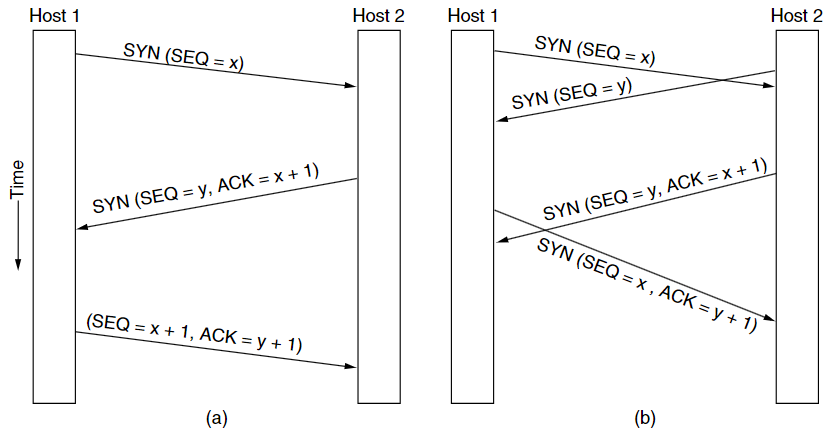 Host 1
Host 2
SYN (SEQ = x)
SYN (SEQ = y, ACK = x + 1)
(SEQ = x + 1, ACK = y + 1)
Time
(a)
Host 1
Host 2
SYN (SEQ = x)
SYN (SEQ = y)
SYN (SEQ = y, ACK = x + 1)
SYN (SEQ = x , ACK = y + 1)
(b)